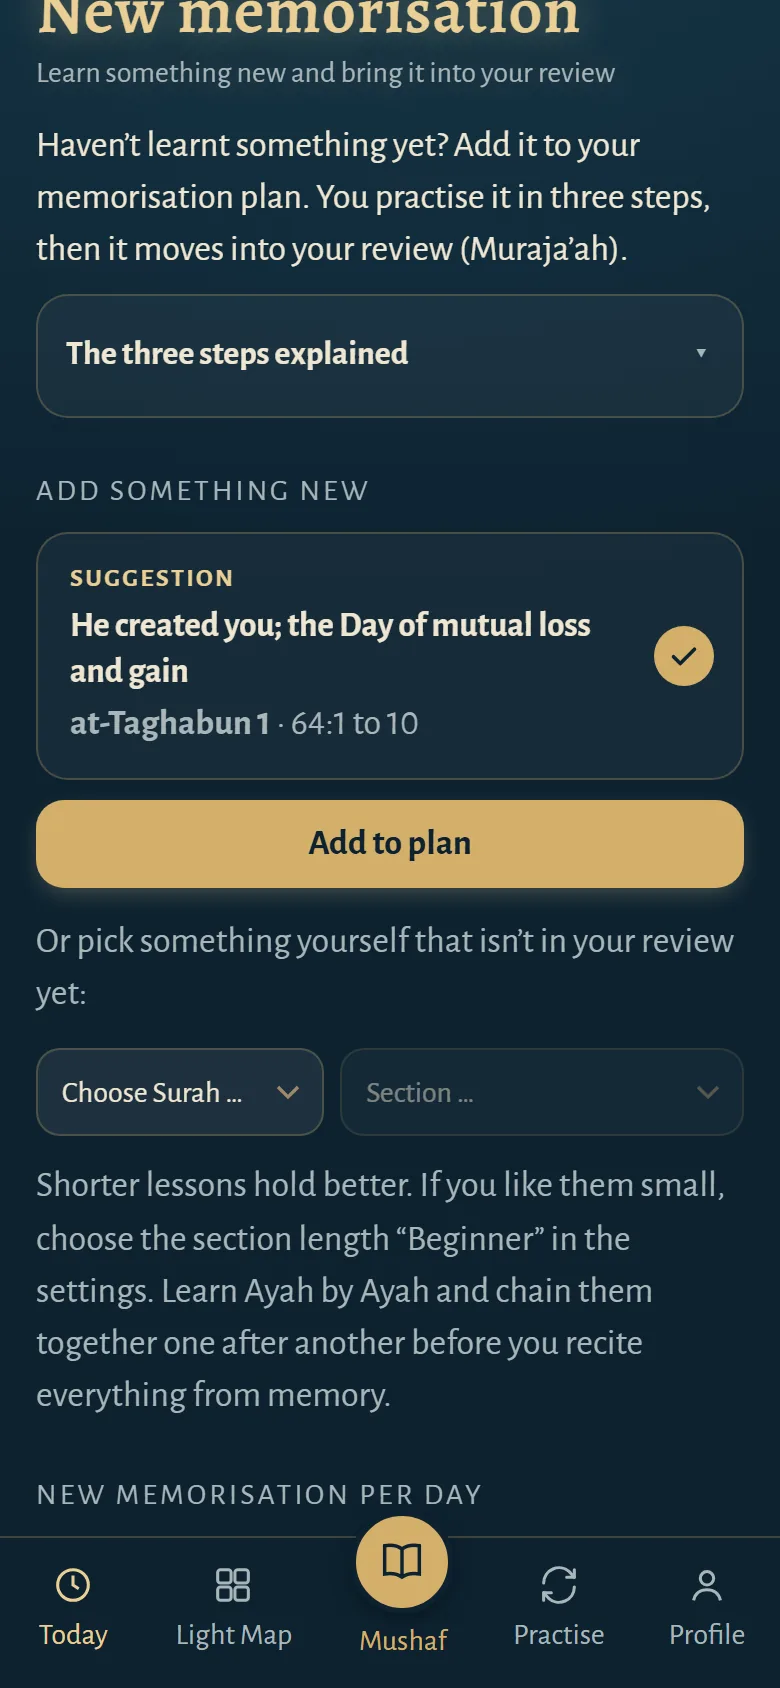 New memorisation
Learn something new and bring it into your review
Haven’t learnt something yet? Add it to your
memorisation plan. You practise it in three steps,
then it moves into your review (Muraja’ah).
The three steps explained
ADD SOMETHING NEW
SUGGESTION
He created you; the Day of mutual loss
and gain
at-Taghabun 1 · 64:1 to 10
Add to plan
Or pick something yourself that isn’t in your review
yet:
Choose Surah ...
Section ...
Shorter lessons hold better. If you like them small,
choose the section length “Beginner” in the
settings. Learn Ayah by Ayah and chain them
together one after another before you recite
everything from memory.
NEW MEMORISATION PER DAY
Today
Light Map
Mushaf
Practise
Profile